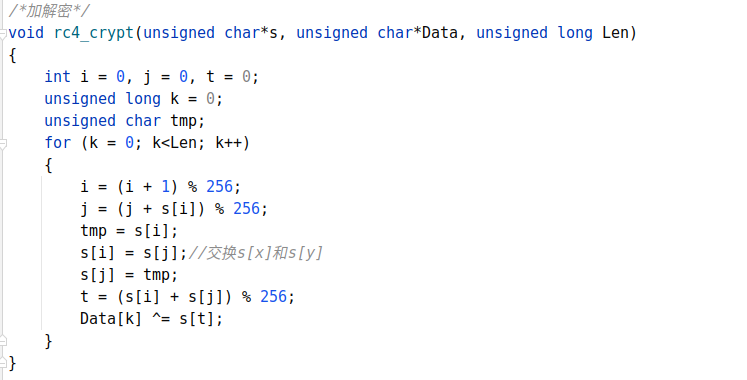 /*加解密*/
void rc4_crypt(unsigned char*s, unsigned char*Data, unsigned long Len)
{
    int i = 0, j = 0, t = 0;
    unsigned long k = 0;
    unsigned char tmp;
    for (k = 0; k<Len; k++)
    {
        i = (i + 1) % 256;
        j = (j + s[i]) % 256;
        tmp = s[i];
        s[i] = s[j];//交换s[x]和s[y]
        s[j] = tmp;
        t = (s[i] + s[j]) % 256;
        Data[k] ^= s[t];
    }
}